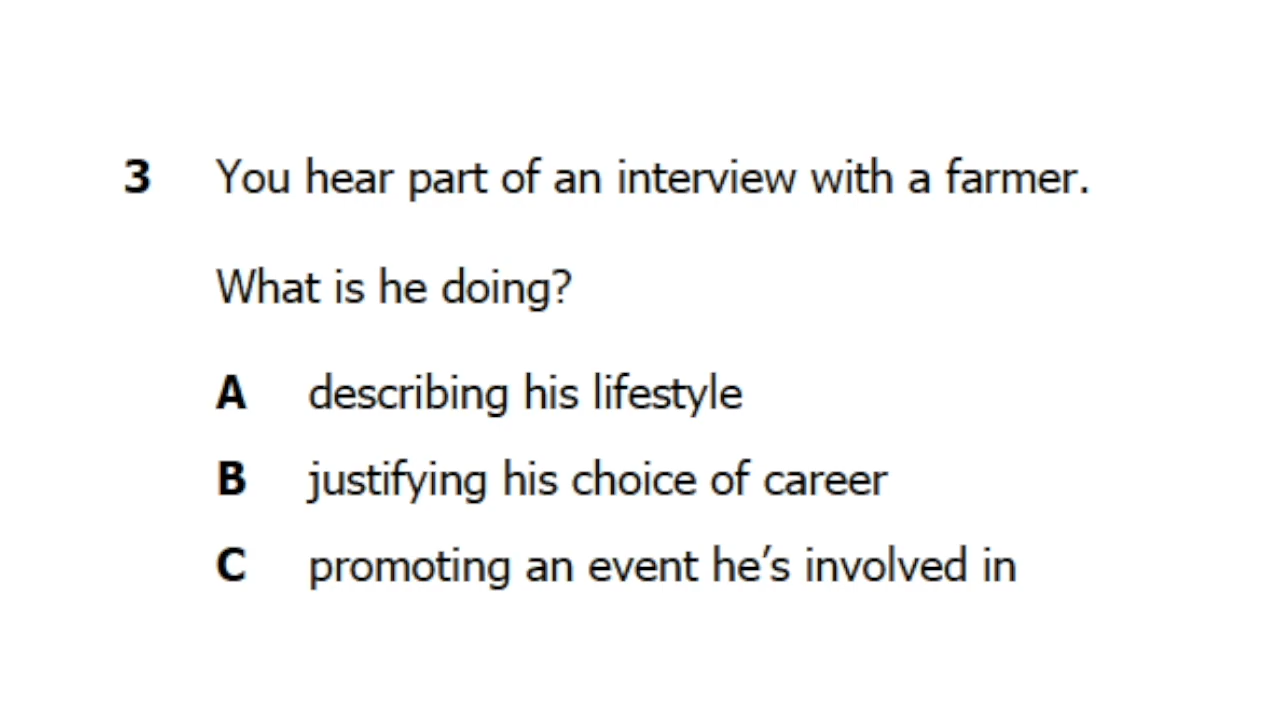 3 You hear part of an interview with a farmer.
What is he doing?
A describing his lifestyle
B justifying his choice of career
C promoting an event he’s involved in